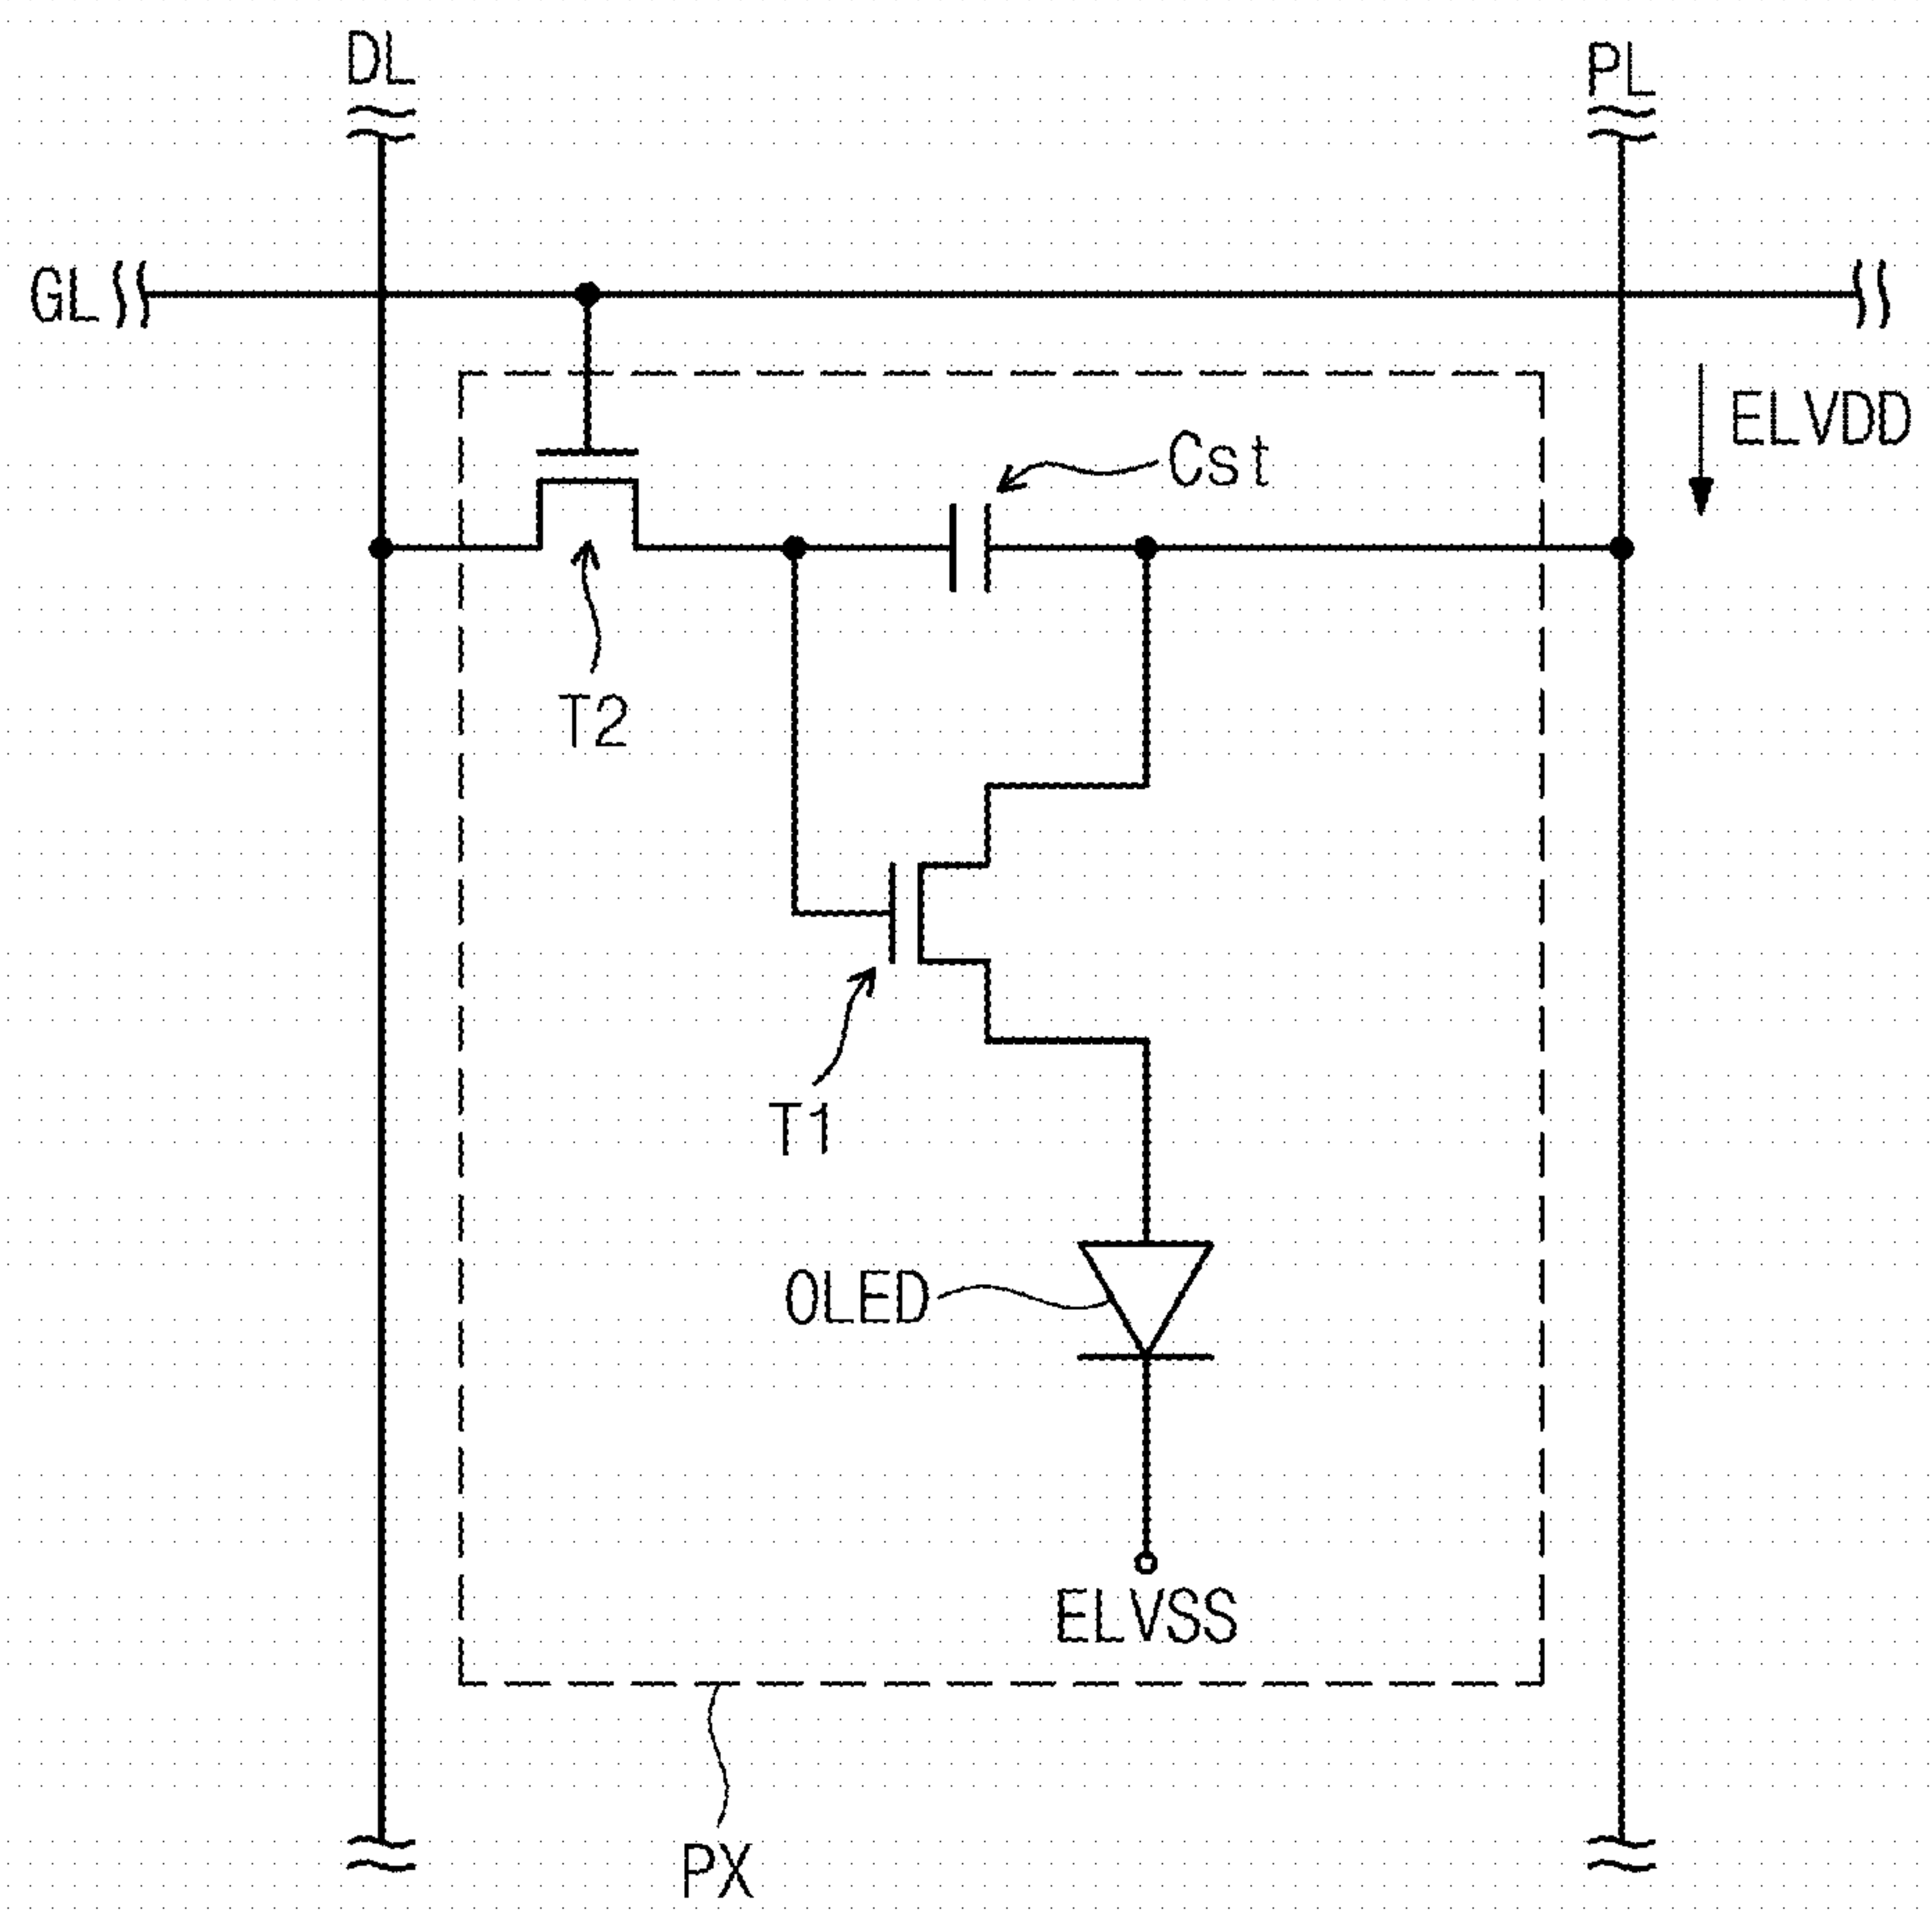 DL
PL
GL
ELVDD
Cst
T2
T1
OLED
ELVSS
PX